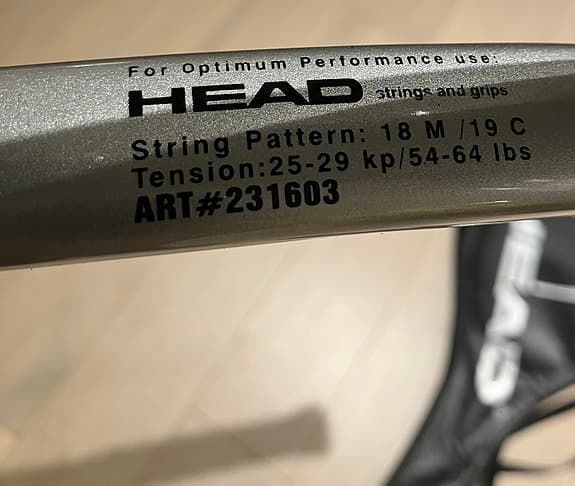 For Optimum Performance use:
HEAD strings and grips
String Pattern: 18 M /19 C
Tension:25-29 kp/54-64 lbs
ART#231603
HEAD